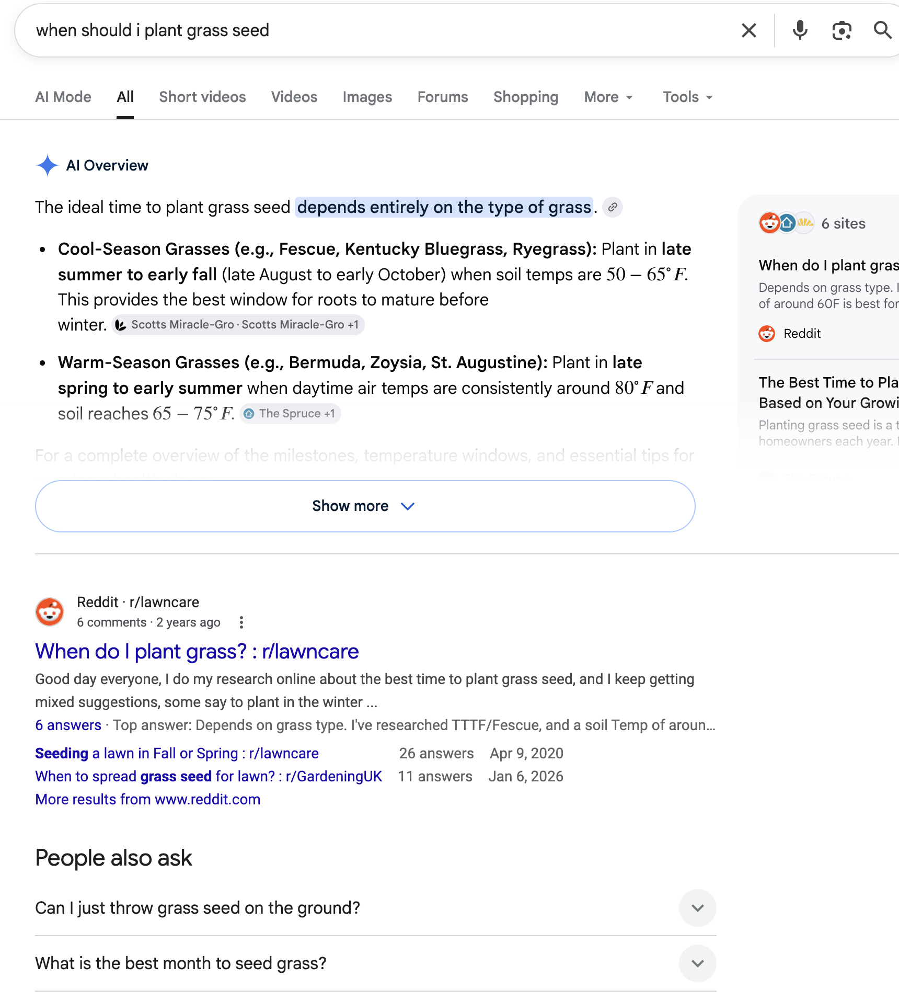 when should i plant grass seed
AI Mode All Short videos Videos Images Forums Shopping More Tools
AI Overview
The ideal time to plant grass seed depends entirely on the type of grass.
• Cool-Season Grasses (e.g., Fescue, Kentucky Bluegrass, Ryegrass): Plant in late
summer to early fall (late August to early October) when soil temps are 50 – 65°F.
This provides the best window for roots to mature before
winter. Scotts Miracle-Gro · Scotts Miracle-Gro +1
• Warm-Season Grasses (e.g., Bermuda, Zoysia, St. Augustine): Plant in late
spring to early summer when daytime air temps are consistently around 80°F and
soil reaches 65 – 75°F. The Spruce +1
For a complete overview of the milestones, temperature windows, and essential tips for
Show more
6 sites
When do I plant gras
Depends on grass type. I
of around 60F is best for
Reddit
The Best Time to Pla
Based on Your Growi
Planting grass seed is a t
homeowners each year.
The Spruce
Reddit · r/lawncare
6 comments · 2 years ago
When do I plant grass? : r/lawncare
Good day everyone, I do my research online about the best time to plant grass seed, and I keep getting
mixed suggestions, some say to plant in the winter ...
6 answers · Top answer: Depends on grass type. I've researched TTTF/Fescue, and a soil Temp of aroun...
Seeding a lawn in Fall or Spring : r/lawncare 26 answers Apr 9, 2020
When to spread grass seed for lawn? : r/GardeningUK 11 answers Jan 6, 2026
More results from www.reddit.com
People also ask
Can I just throw grass seed on the ground?
What is the best month to seed grass?